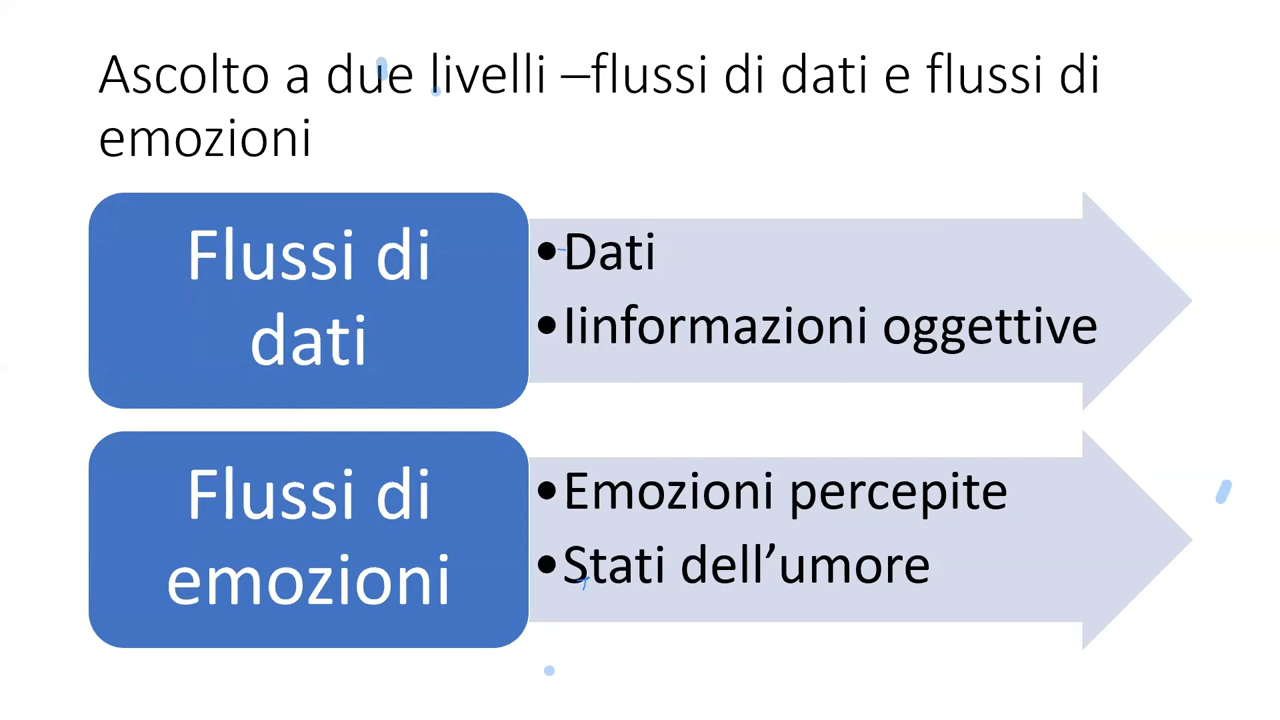 Ascolto a due livelli –flussi di dati e flussi di
emozioni
Flussi di
dati
•Dati
•Iinformazioni oggettive
Flussi di
emozioni
•Emozioni percepite
•Stati dell’umore